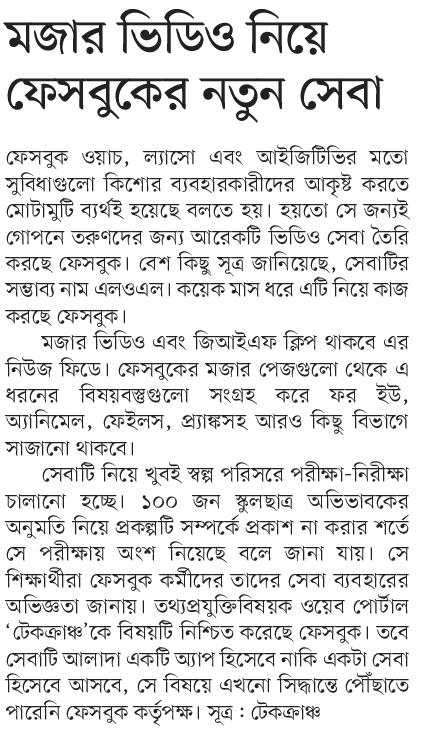 মজার ভিডিও নিয়ে
ফেসবুকের নতুন সেবা
ফেসবুক ওয়াচ, ল্যাসো এবং আইজিটিভির মতো
সুবিধাগুলো কিশোর ব্যবহারকারীদের আকৃষ্ট করতে
মোটামুটি ব্যর্থই হয়েছে বলতে হয়। হয়তো সে জন্যই
গোপনে তরুণদের জন্য আরেকটি ভিডিও সেবা তৈরি
করছে ফেসবুক। বেশ কিছু সূত্র জানিয়েছে, সেবাটির
সম্ভাব্য নাম এলওএল। কয়েক মাস ধরে এটি নিয়ে কাজ
করছে ফেসবুক।
মজার ভিডিও এবং জিআইএফ ক্লিপ থাকবে এর
নিউজ ফিডে। ফেসবুকের মজার পেজগুলো থেকে এ
ধরনের বিষয়বস্তুগুলো সংগ্রহ করে ফর ইউ,
অ্যানিমেল, ফেইলস, প্র্যাঙ্কসহ আরও কিছু বিভাগে
সাজানো থাকবে।
সেবাটি নিয়ে খুবই স্বল্প পরিসরে পরীক্ষা-নিরীক্ষা
চালানো হচ্ছে। ১০০ জন স্কুলছাত্র অভিভাবকের
অনুমতি নিয়ে প্রকল্পটি সম্পর্কে প্রকাশ না করার শর্তে
সে পরীক্ষায় অংশ নিয়েছে বলে জানা যায়। সে
শিক্ষার্থীরা ফেসবুক কর্মীদের তাদের সেবা ব্যবহারের
অভিজ্ঞতা জানায়। তথ্যপ্রযুক্তিবিষয়ক ওয়েব পোর্টাল
‘টেকক্রাঞ্চ’কে বিষয়টি নিশ্চিত করেছে ফেসবুক। তবে
সেবাটি আলাদা একটি অ্যাপ হিসেবে নাকি একটা সেবা
হিসেবে আসবে, সে বিষয়ে এখনো সিদ্ধান্তে পৌঁছাতে
পারেনি ফেসবুক কর্তৃপক্ষ। সূত্র : টেকক্রাঞ্চ